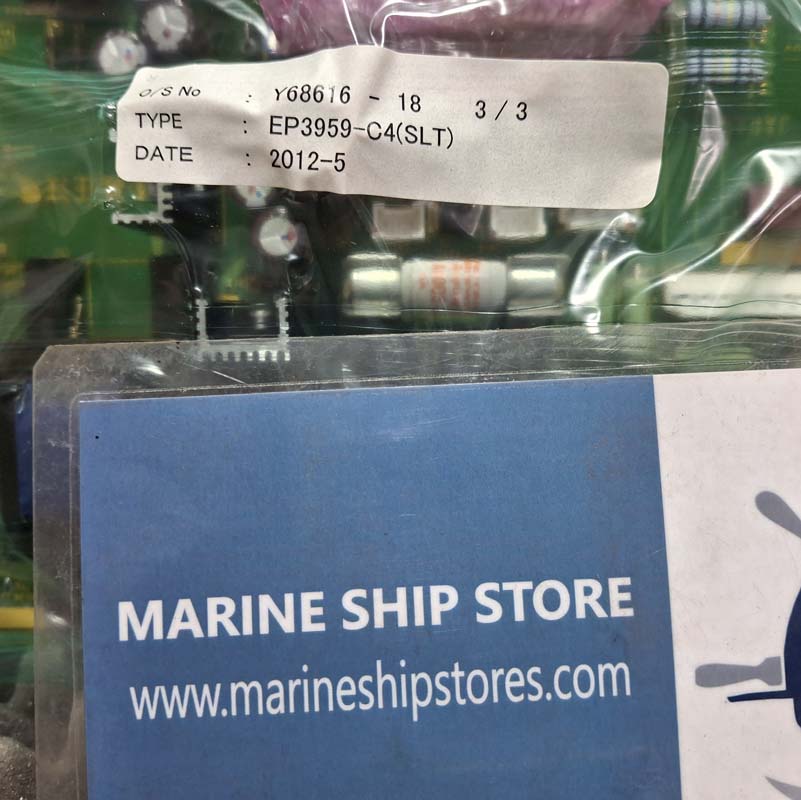 O/S No : Y68616 - 18 3 / 3
TYPE : EP3959-C4(SLT)
DATE : 2012-5
MARINE SHIP STORE
www.marineshipstores.com